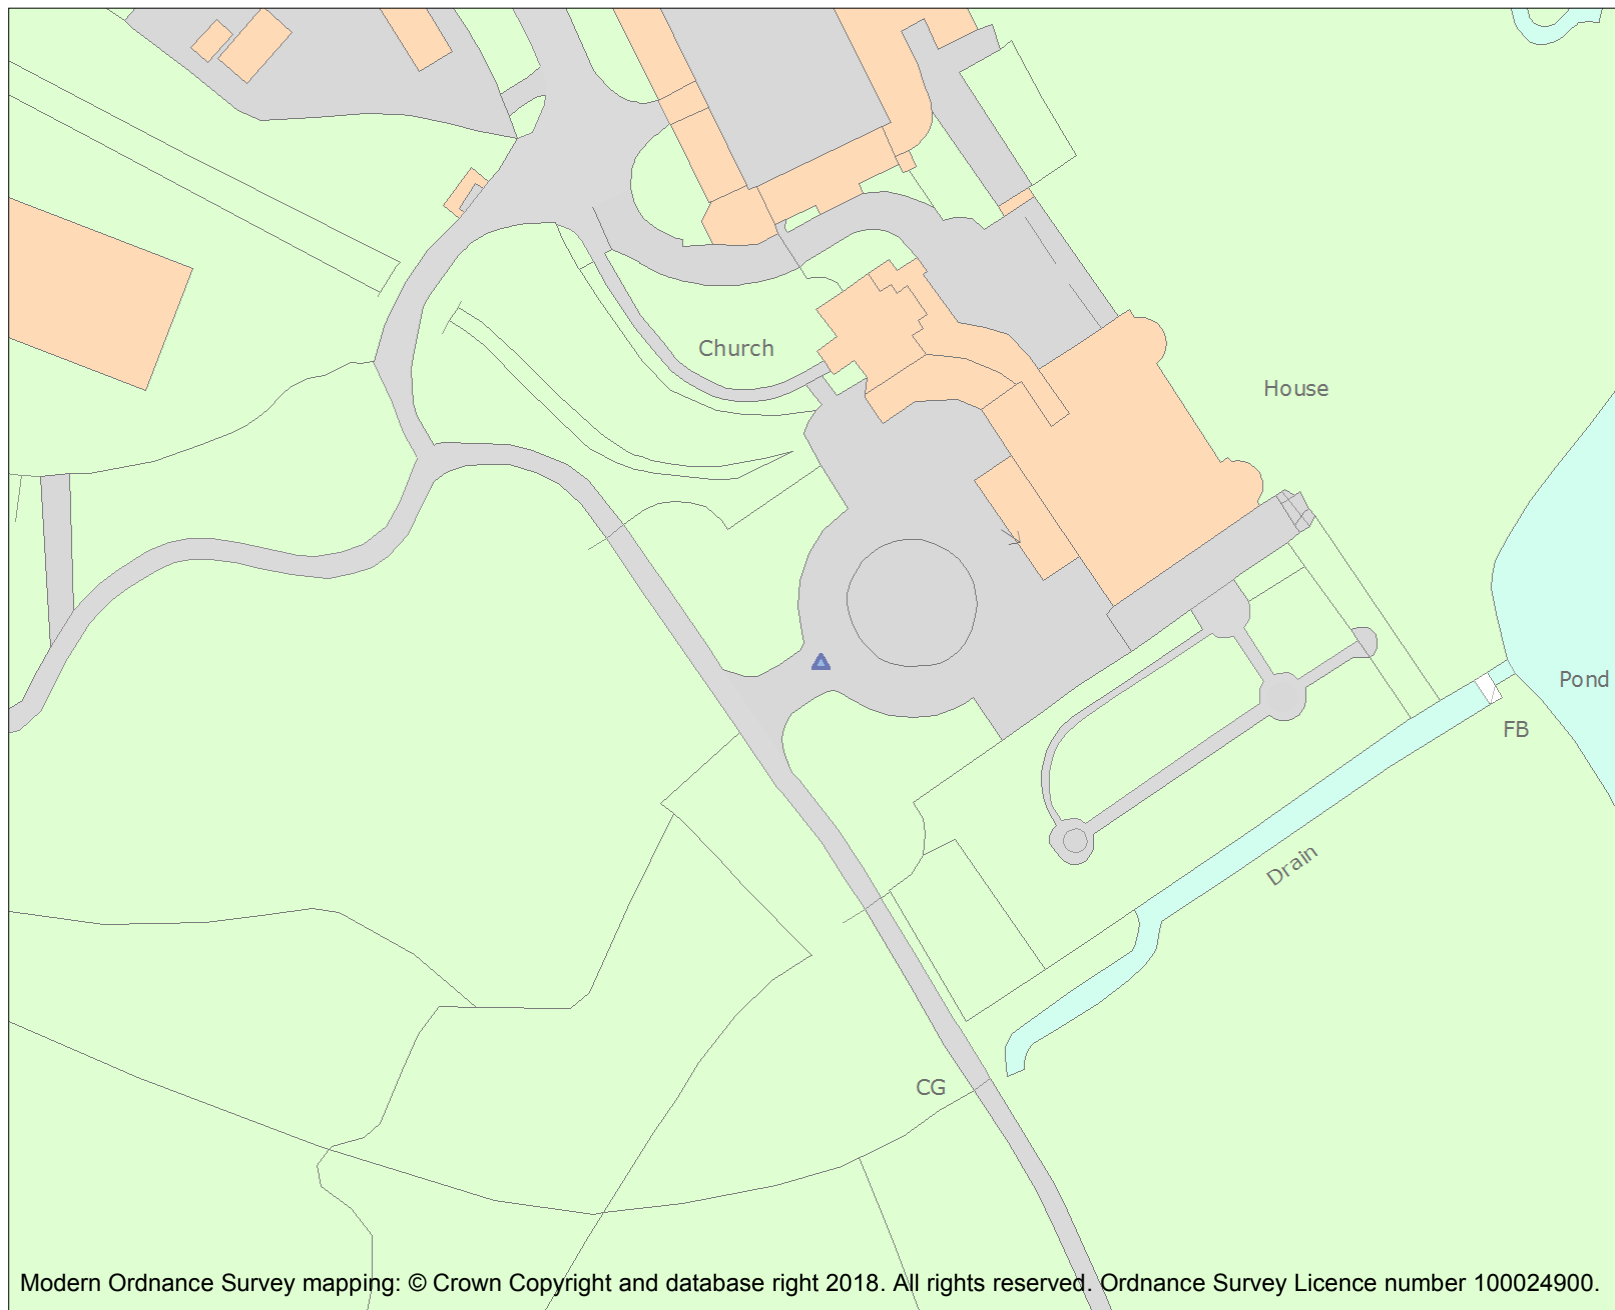 Church
House
Pond
FB
Drain
CG
Modern Ordnance Survey mapping: © Crown Copyright and database right 2018. All rights reserved. Ordnance Survey Licence number 100024900.